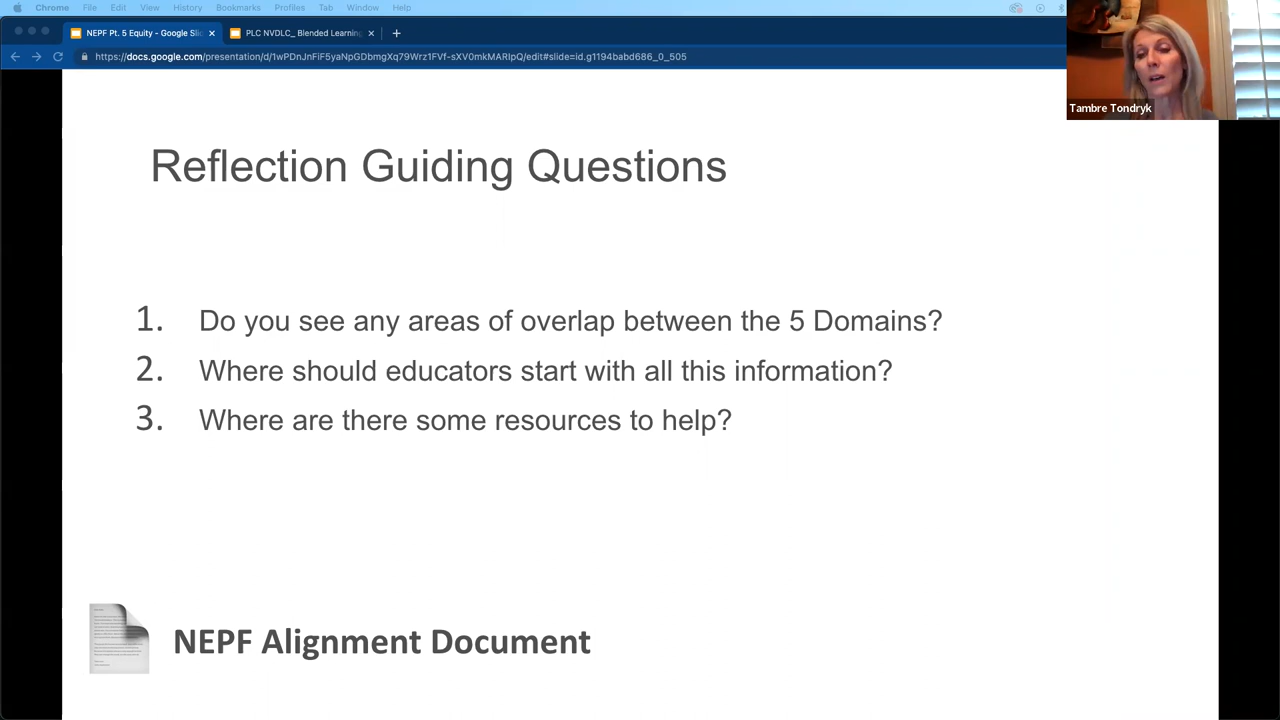 Chrome File Edit View History Bookmarks Profiles Tab Window Help
NEPF Pt. 5 Equity - Google Slic × PLC NVDLC_ Blended Learning × +
https://docs.google.com/presentation/d/1wPDnJnFiF5yaNpGDbmgXq79Wrz1FVf-sXV0mkMARIpQ/edit#slide=id.g1194babd686_0_505
Tambre Tondryk
Reflection Guiding Questions
1. Do you see any areas of overlap between the 5 Domains?
2. Where should educators start with all this information?
3. Where are there some resources to help?
NEPF Alignment Document